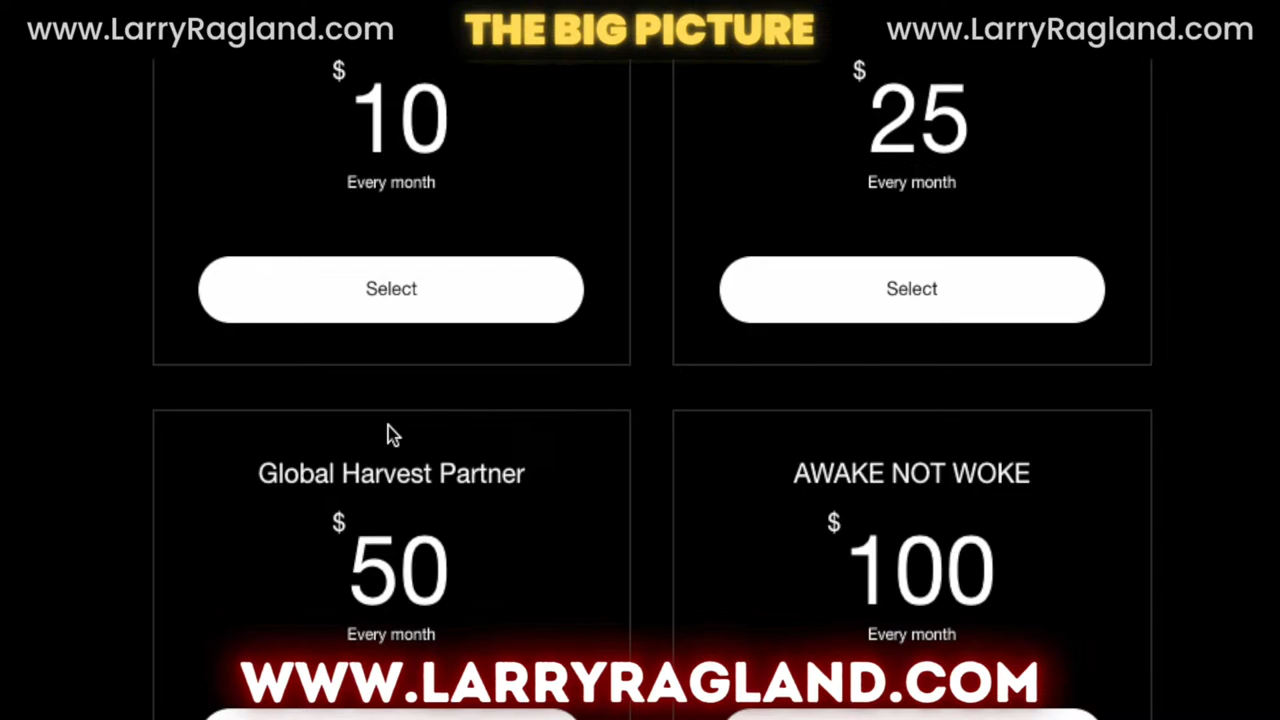 www.LarryRagland.com
THE BIG PICTURE
www.LarryRagland.com
$
10
Every month
Select
$
25
Every month
Select
Global Harvest Partner
$
50
Every month
AWAKE NOT WOKE
$
100
Every month
WWW.LARRYRAGLAND.COM